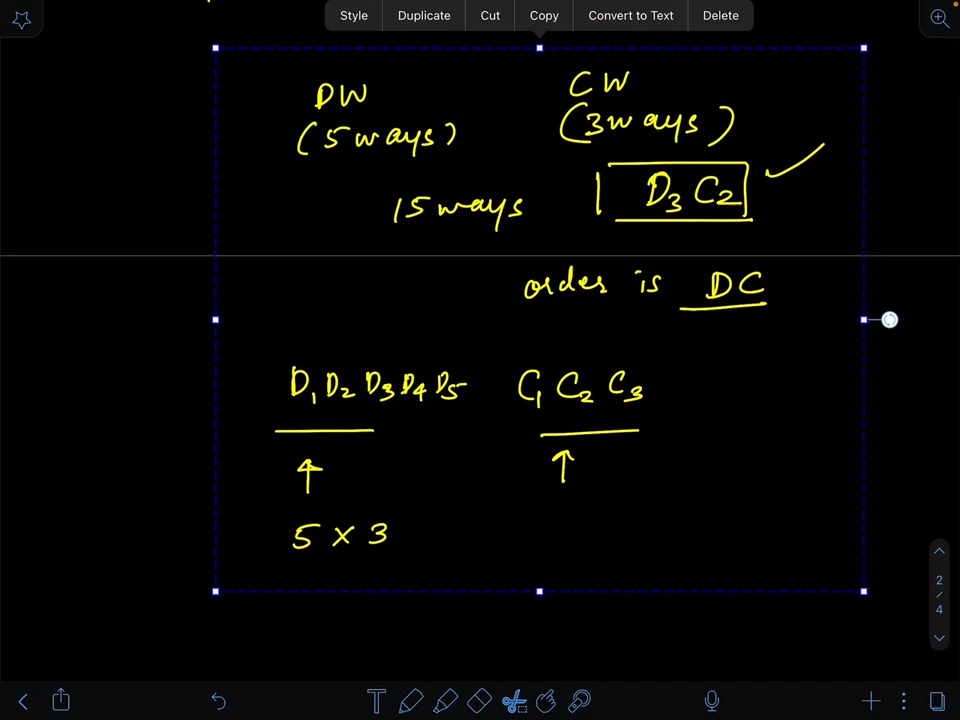 Style Duplicate Cut Copy Convert to Text Delete
DW CW
(5 ways) (3 ways)
15 ways D3 C2
order is DC
D1 D2 D3 D4 D5 C1 C2 C3
5 x 3
2
/
4
T